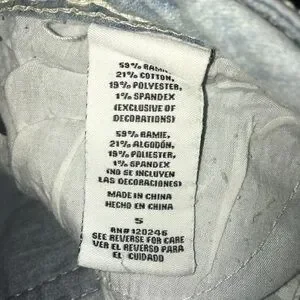 59% RAMIE,
21% COTTON,
19% POLYESTER,
1% SPANDEX
(EXCLUSIVE OF
DECORATIONS)
59% RAMIE,
21% ALGODÓN,
19% POLIESTER,
1% SPANDEX
(NO SE INCLUYEN
LAS DECORACIONES)
MADE IN CHINA
HECHO EN CHINA
S
RN# 120246
SEE REVERSE FOR CARE
VER EL REVERSO PARA
EL CUIDADO